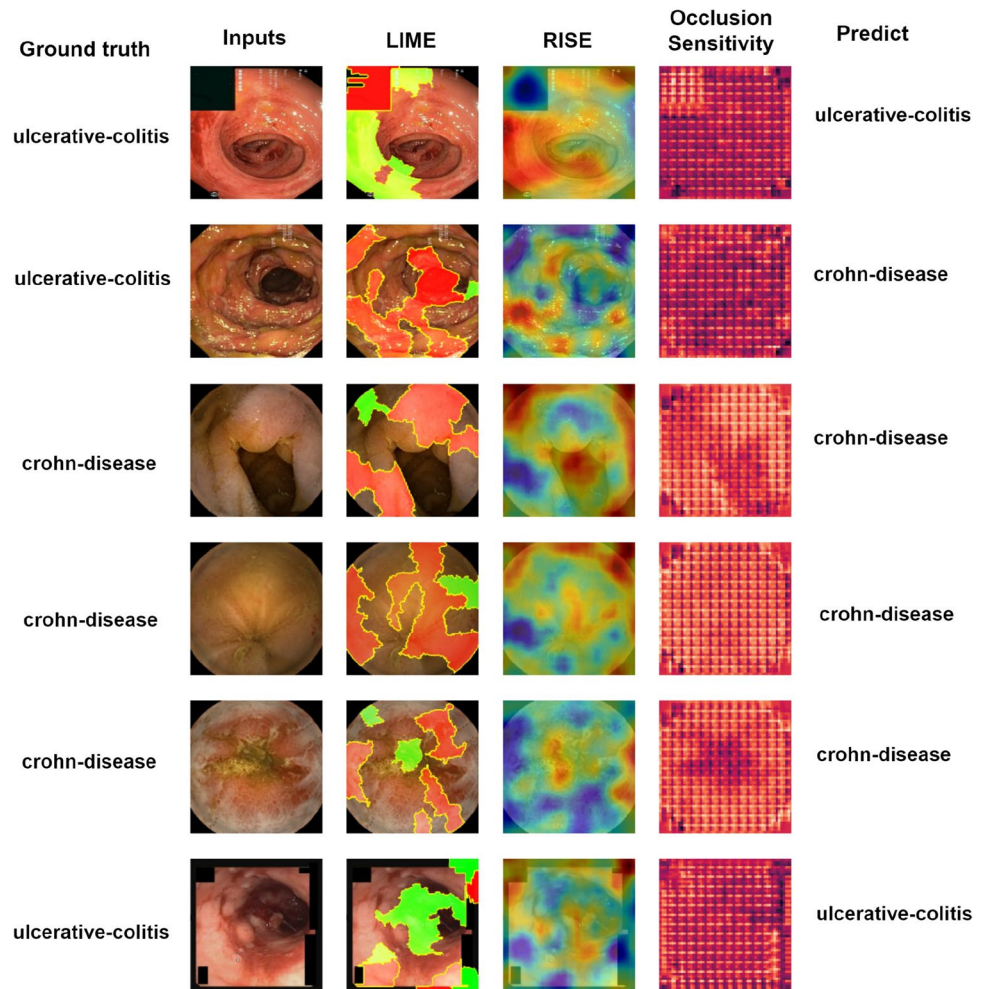 Ground truth Inputs LIME RISE Occlusion Sensitivity Predict
ulcerative-colitis ulcerative-colitis
ulcerative-colitis crohn-disease
crohn-disease crohn-disease
crohn-disease crohn-disease
crohn-disease crohn-disease
ulcerative-colitis ulcerative-colitis